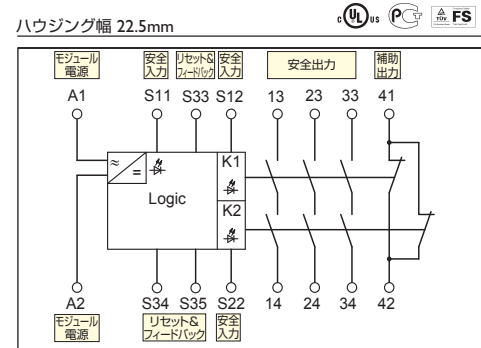 ハウジング幅 22.5mm
c UL us
TÜV FS
モジュール 電源
安全 入力
リセット& フィードバック
安全 入力
安全出力
補助 出力
A1 S11 S33 S12 13 23 33 41
≈
=
Logic
K1
K2
A2 S34 S35 S22 14 24 34 42
モジュール 電源
リセット& フィードバック
安全 入力